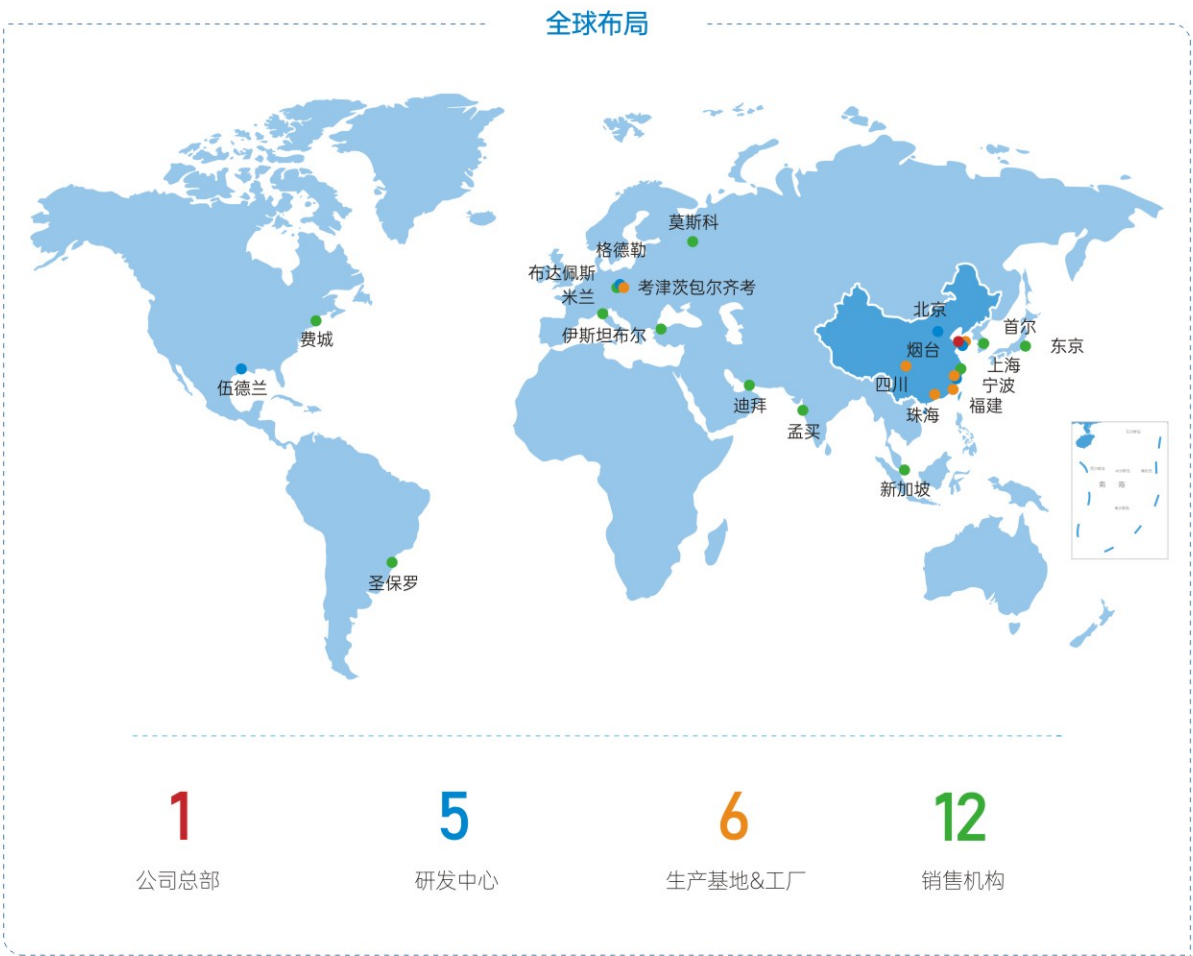 全球布局
莫斯科
格德勒
布达佩斯
考津茨包尔齐考
米兰
伊斯坦布尔
费城
伍德兰
北京
首尔
东京
烟台
上海
四川
宁波
迪拜
珠海
福建
孟买
新加坡
南 海
圣保罗
1
5
6
12
公司总部
研发中心
生产基地&工厂
销售机构